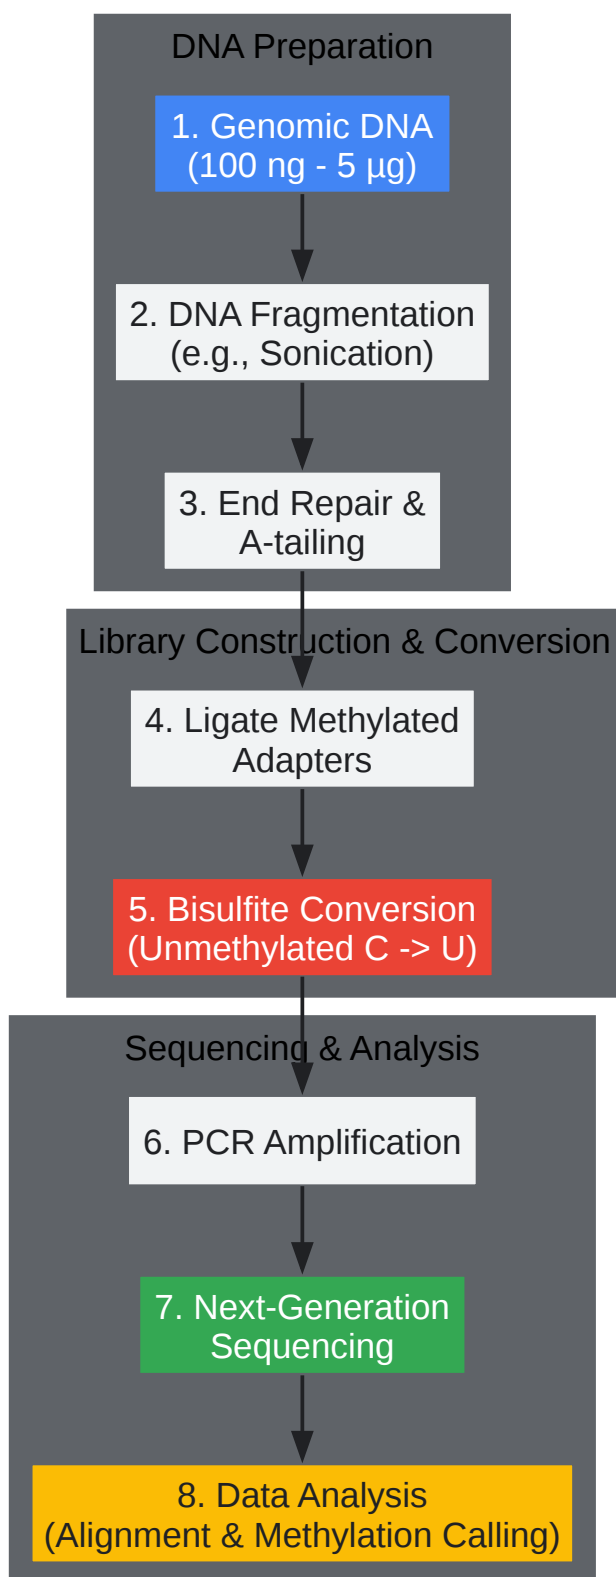 DNA Preparation
1. Genomic DNA
(100 ng - 5 µg)
2. DNA Fragmentation
(e.g., Sonication)
3. End Repair &
A-tailing
Library Construction & Conversion
4. Ligate Methylated
Adapters
5. Bisulfite Conversion
(Unmethylated C -> U)
Sequencing & Analysis
6. PCR Amplification
7. Next-Generation
Sequencing
8. Data Analysis
(Alignment & Methylation Calling)